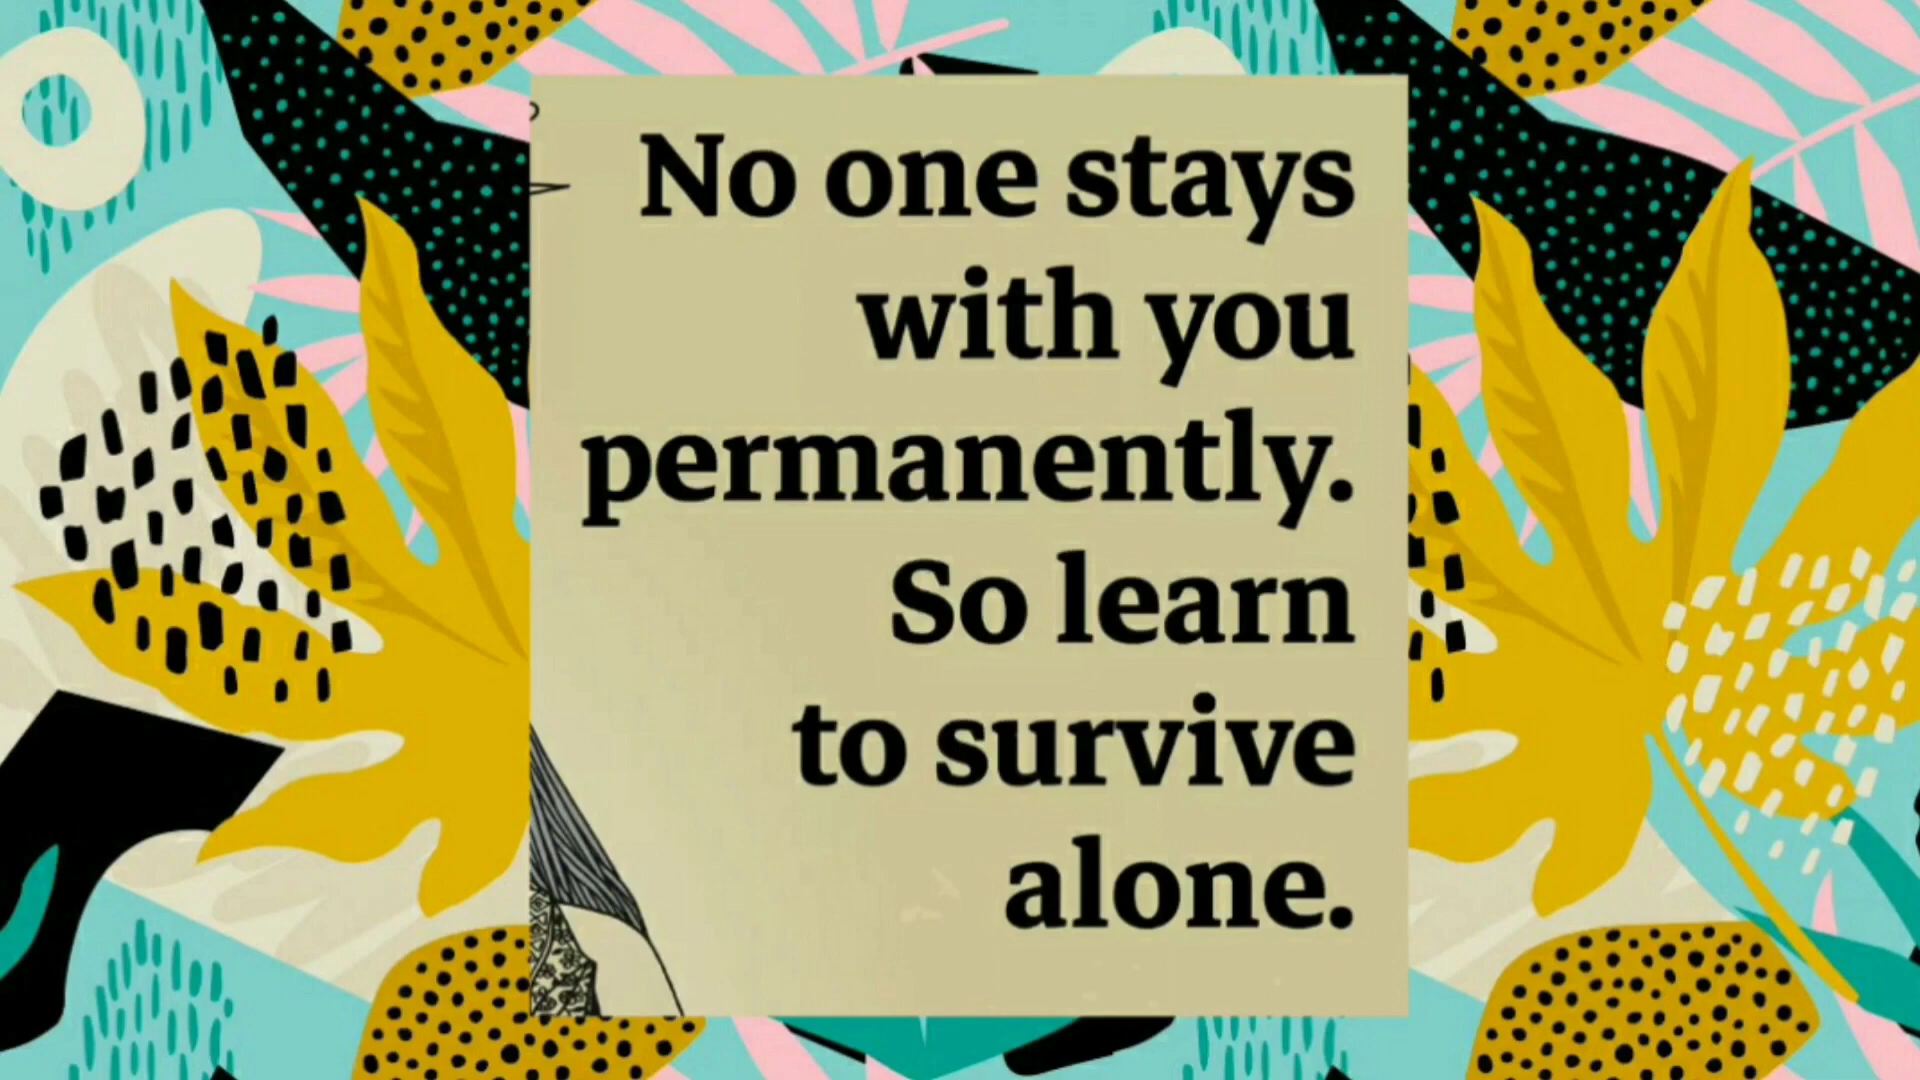 No one stays
with you
permanently.
So learn
to survive
alone.